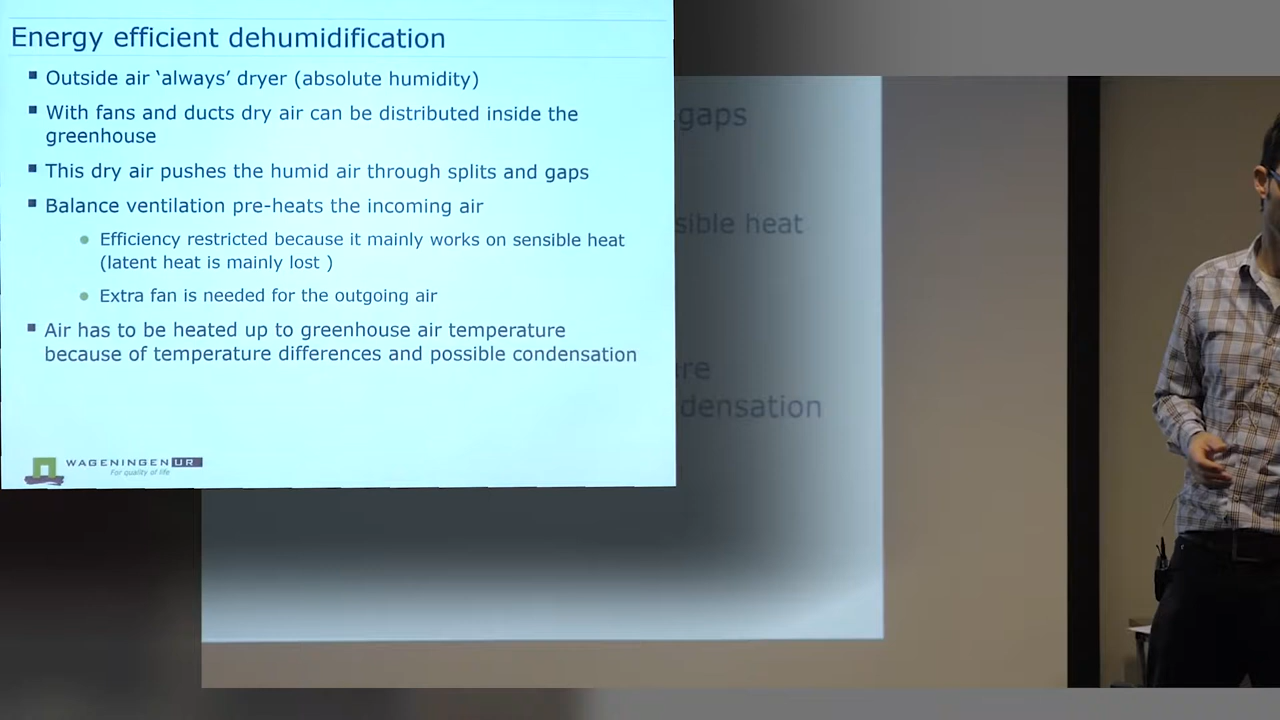 Energy efficient dehumidification
Outside air ‘always’ dryer (absolute humidity)
With fans and ducts dry air can be distributed inside the
greenhouse
This dry air pushes the humid air through splits and gaps
Balance ventilation pre-heats the incoming air
Efficiency restricted because it mainly works on sensible heat
(latent heat is mainly lost )
Extra fan is needed for the outgoing air
Air has to be heated up to greenhouse air temperature
because of temperature differences and possible condensation
WAGENINGEN UR
For quality of life
gaps
sible heat
re
densation